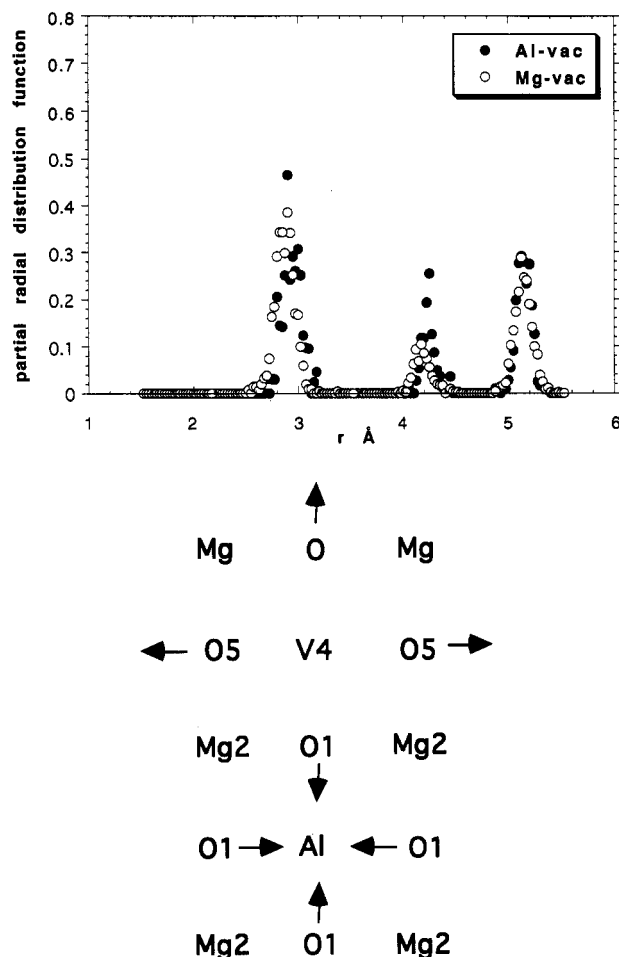 0.8
0.7
0.6
0.5
0.4
0.3
0.2
0.1
0
partial radial distribution function
Al-vac
Mg-vac
1 2 3 4 5 6
r Å
Mg O Mg
O5 V4 O5
Mg2 O1 Mg2
O1 Al O1
Mg2 O1 Mg2